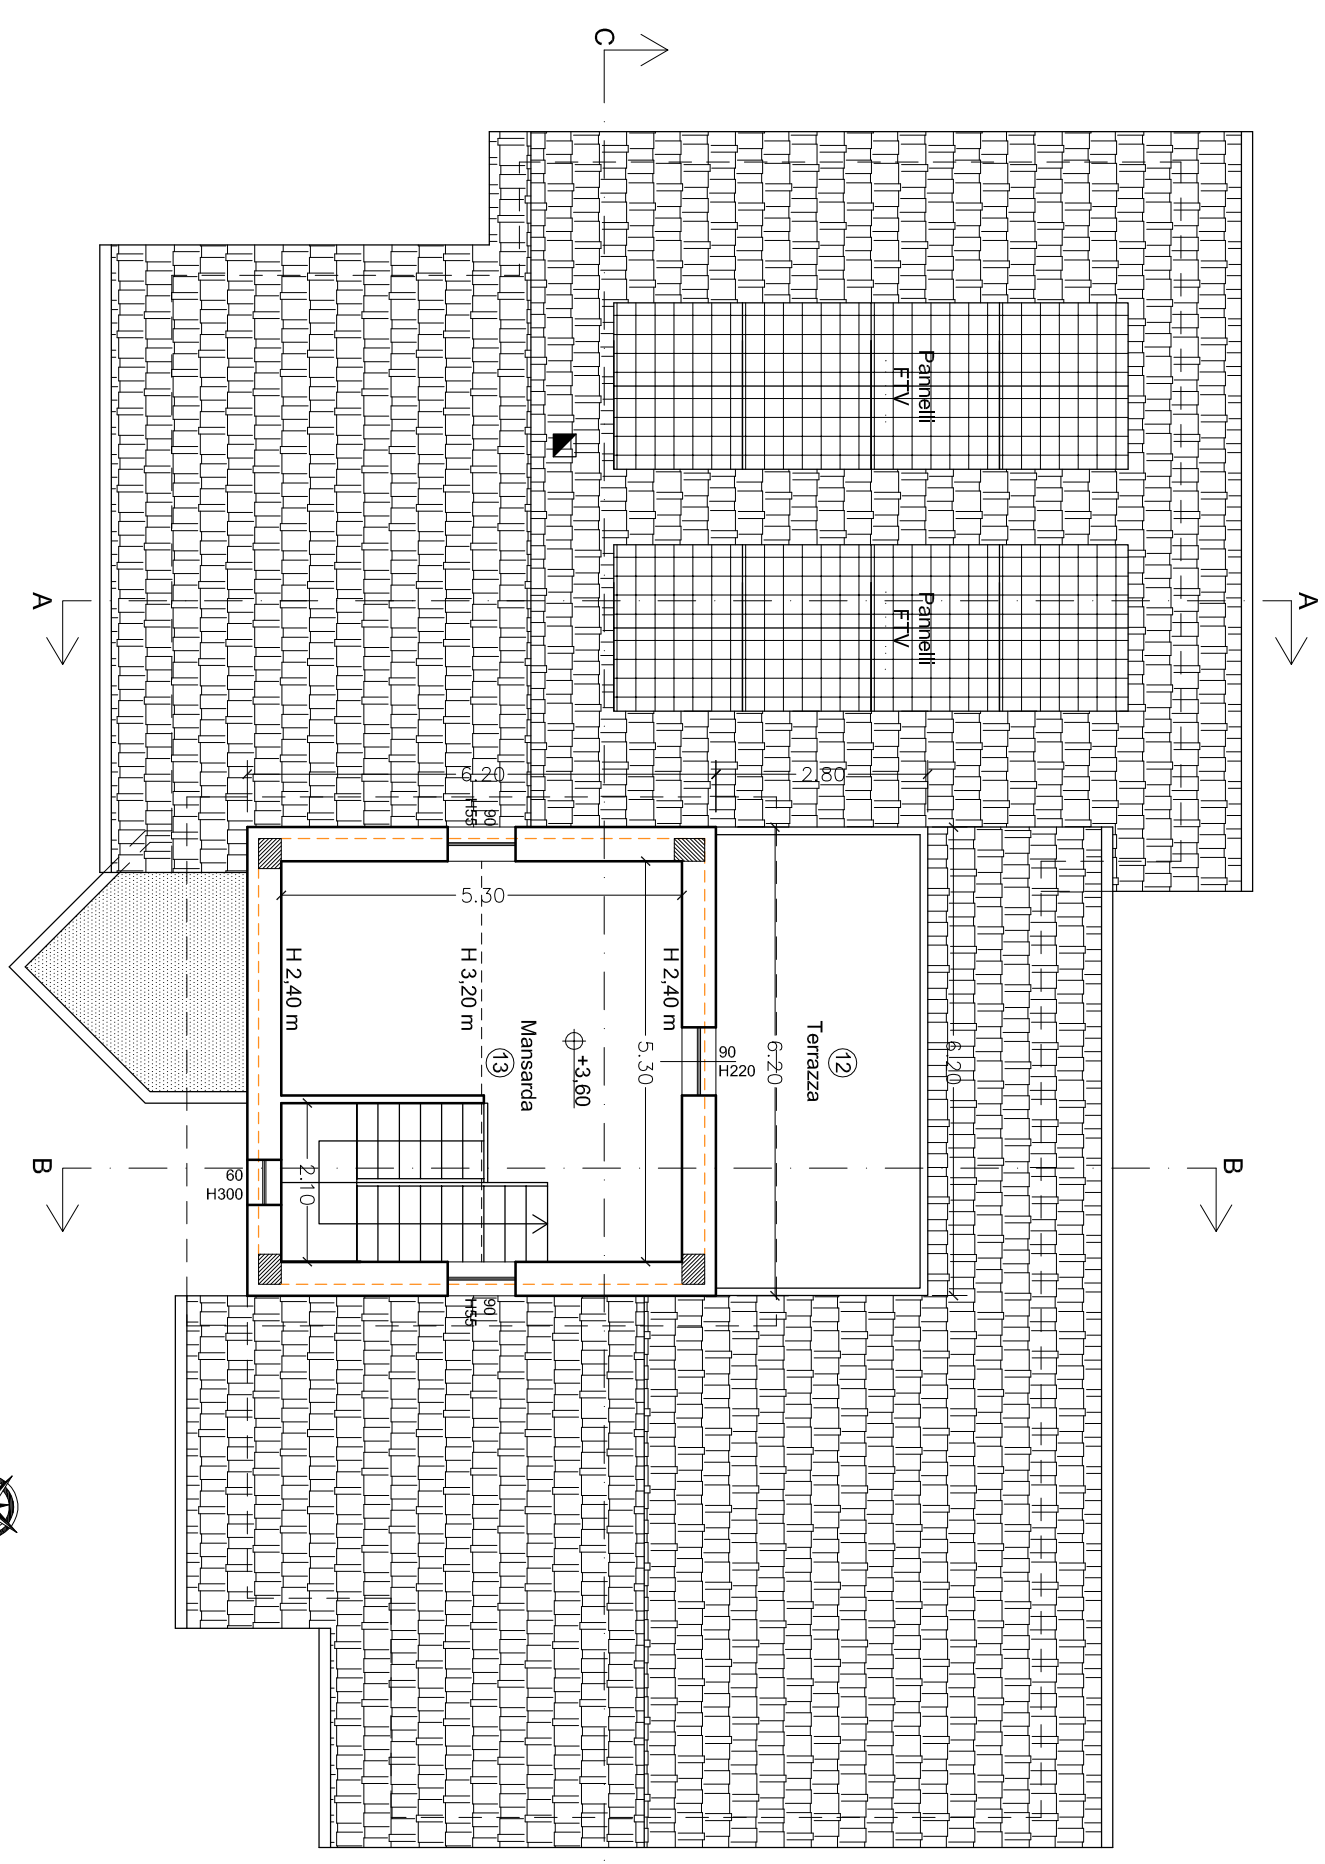 C
A
A
Pannelli
FTV
Pannelli
FTV
6.20
2.80
90
H55
5.30
H 2,40 m
H 3,20 m
H 2,40 m
Mansarda
13
+3,60
5.30
90
H220
6.20
Terrazza
12
6.20
B
B
60
H300
2.10
90
H55